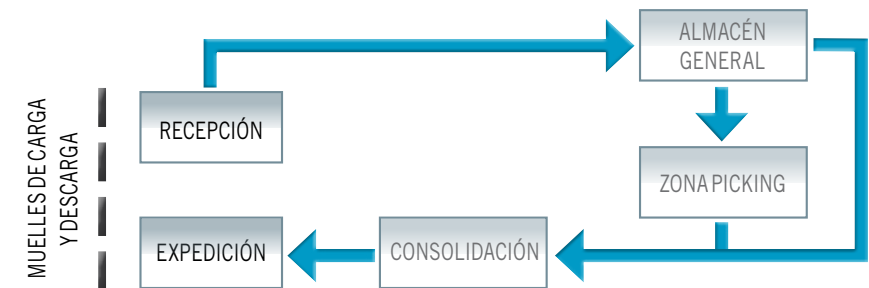 MUELLES DE CARGA
Y DESCARGA
RECEPCIÓN
ALMACÉN
GENERAL
ZONA PICKING
CONSOLIDACIÓN
EXPEDICIÓN